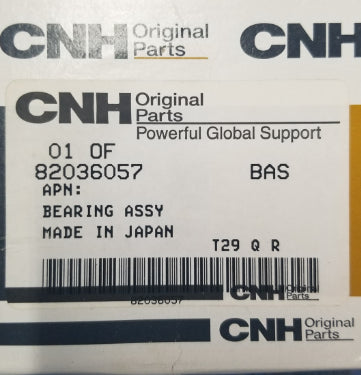 CNH Original Parts CNH
CNH Original Parts
Powerful Global Support
01 OF
82036057 BAS
APN:
BEARING ASSY
MADE IN JAPAN
T29 Q R
82036057
CNH Original Parts
CNH Original Parts